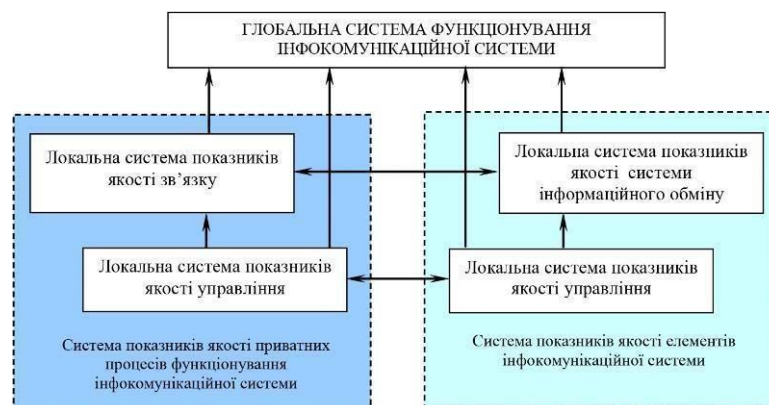 ГЛОБАЛЬНА СИСТЕМА ФУНКЦІОНУВАННЯ
ІНФОКОМУНІКАЦІЙНОЇ СИСТЕМИ
Локальна система показників
якості зв’язку
Локальна система показників
якості системи
інформаційного обміну
Локальна система показників
якості управління
Локальна система показників
якості управління
Система показників якості приватних
процесів функціонування
інфокомунікаційної системи
Система показників якості елементів
інфокомунікаційної системи